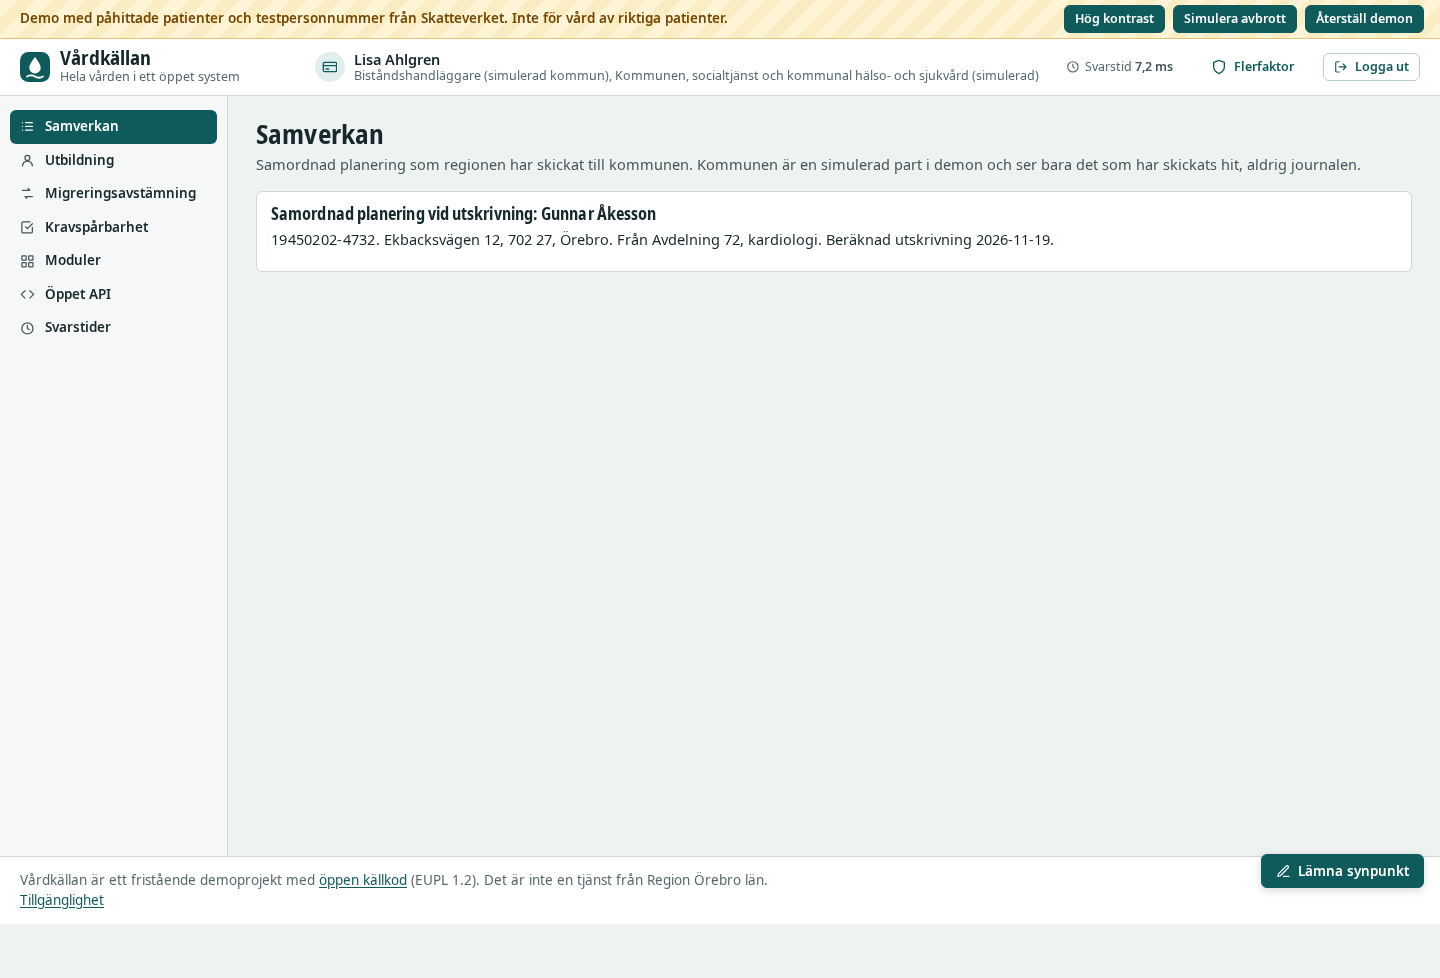 Demo med påhittade patienter och testpersonnummer från Skatteverket. Inte för vård av riktiga patienter.
Hög kontrast
Simulera avbrott
Återställ demon
Vårdkällan
Hela vården i ett öppet system
Lisa Ahlgren
Biståndshandläggare (simulerad kommun), Kommunen, socialtjänst och kommunal hälso- och sjukvård (simulerad)
Svarstid 7,2 ms
Flerfaktor
Logga ut
Samverkan
Utbildning
Migreringsavstämning
Kravspårbarhet
Moduler
Öppet API
Svarstider
Samverkan
Samordnad planering som regionen har skickat till kommunen. Kommunen är en simulerad part i demon och ser bara det som har skickats hit, aldrig journalen.
Samordnad planering vid utskrivning: Gunnar Åkesson
19450202-4732. Ekbacksvägen 12, 702 27, Örebro. Från Avdelning 72, kardiologi. Beräknad utskrivning 2026-11-19.
Vårdkällan är ett fristående demoprojekt med öppen källkod (EUPL 1.2). Det är inte en tjänst från Region Örebro län.
Tillgänglighet
Lämna synpunkt